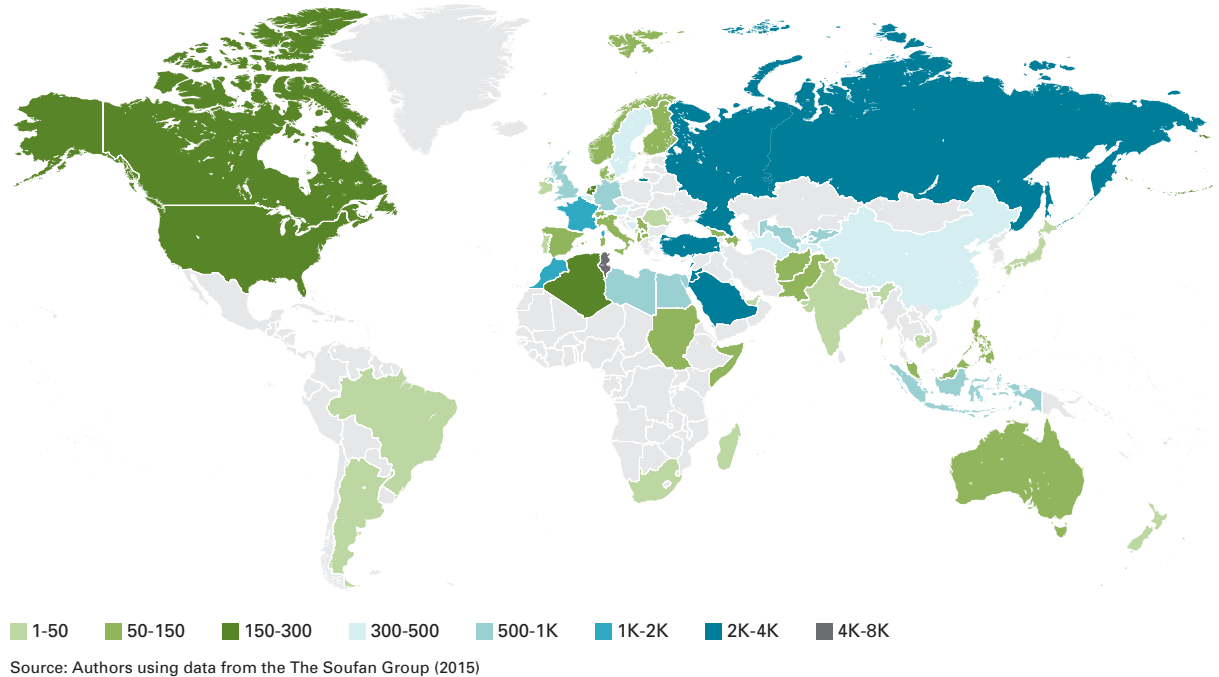 1-50 50-150 150-300 300-500 500-1K 1K-2K 2K-4K 4K-8K
Source: Authors using data from the The Soufan Group (2015)